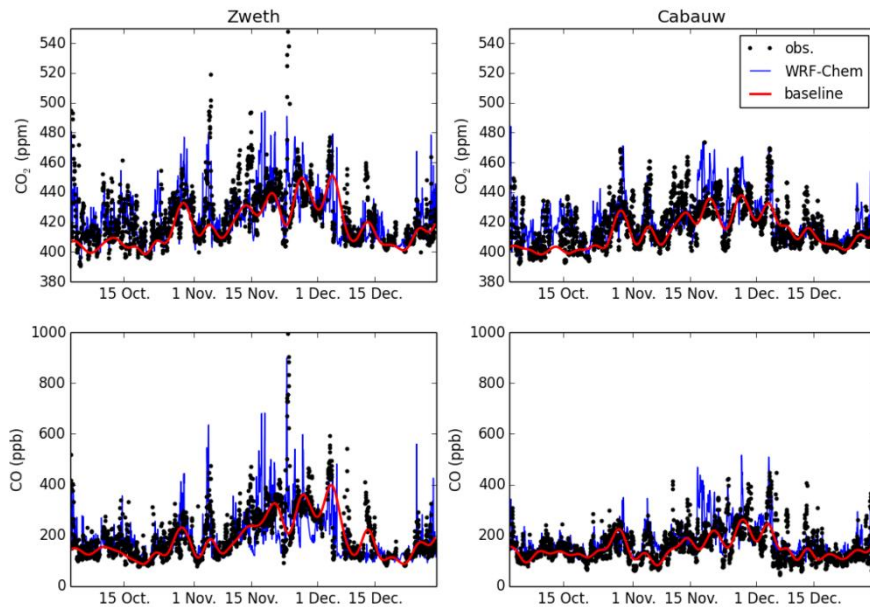 Zweth
Cabauw
CO2 (ppm)
540
520
500
480
460
440
420
400
380
15 Oct.
1 Nov.
15 Nov.
1 Dec.
15 Dec.
CO2 (ppm)
540
520
500
480
460
440
420
400
380
15 Oct.
1 Nov.
15 Nov.
1 Dec.
15 Dec.
obs.
WRF-Chem
baseline
CO (ppb)
1000
800
600
400
200
0
15 Oct.
1 Nov.
15 Nov.
1 Dec.
15 Dec.
CO (ppb)
1000
800
600
400
200
0
15 Oct.
1 Nov.
15 Nov.
1 Dec.
15 Dec.